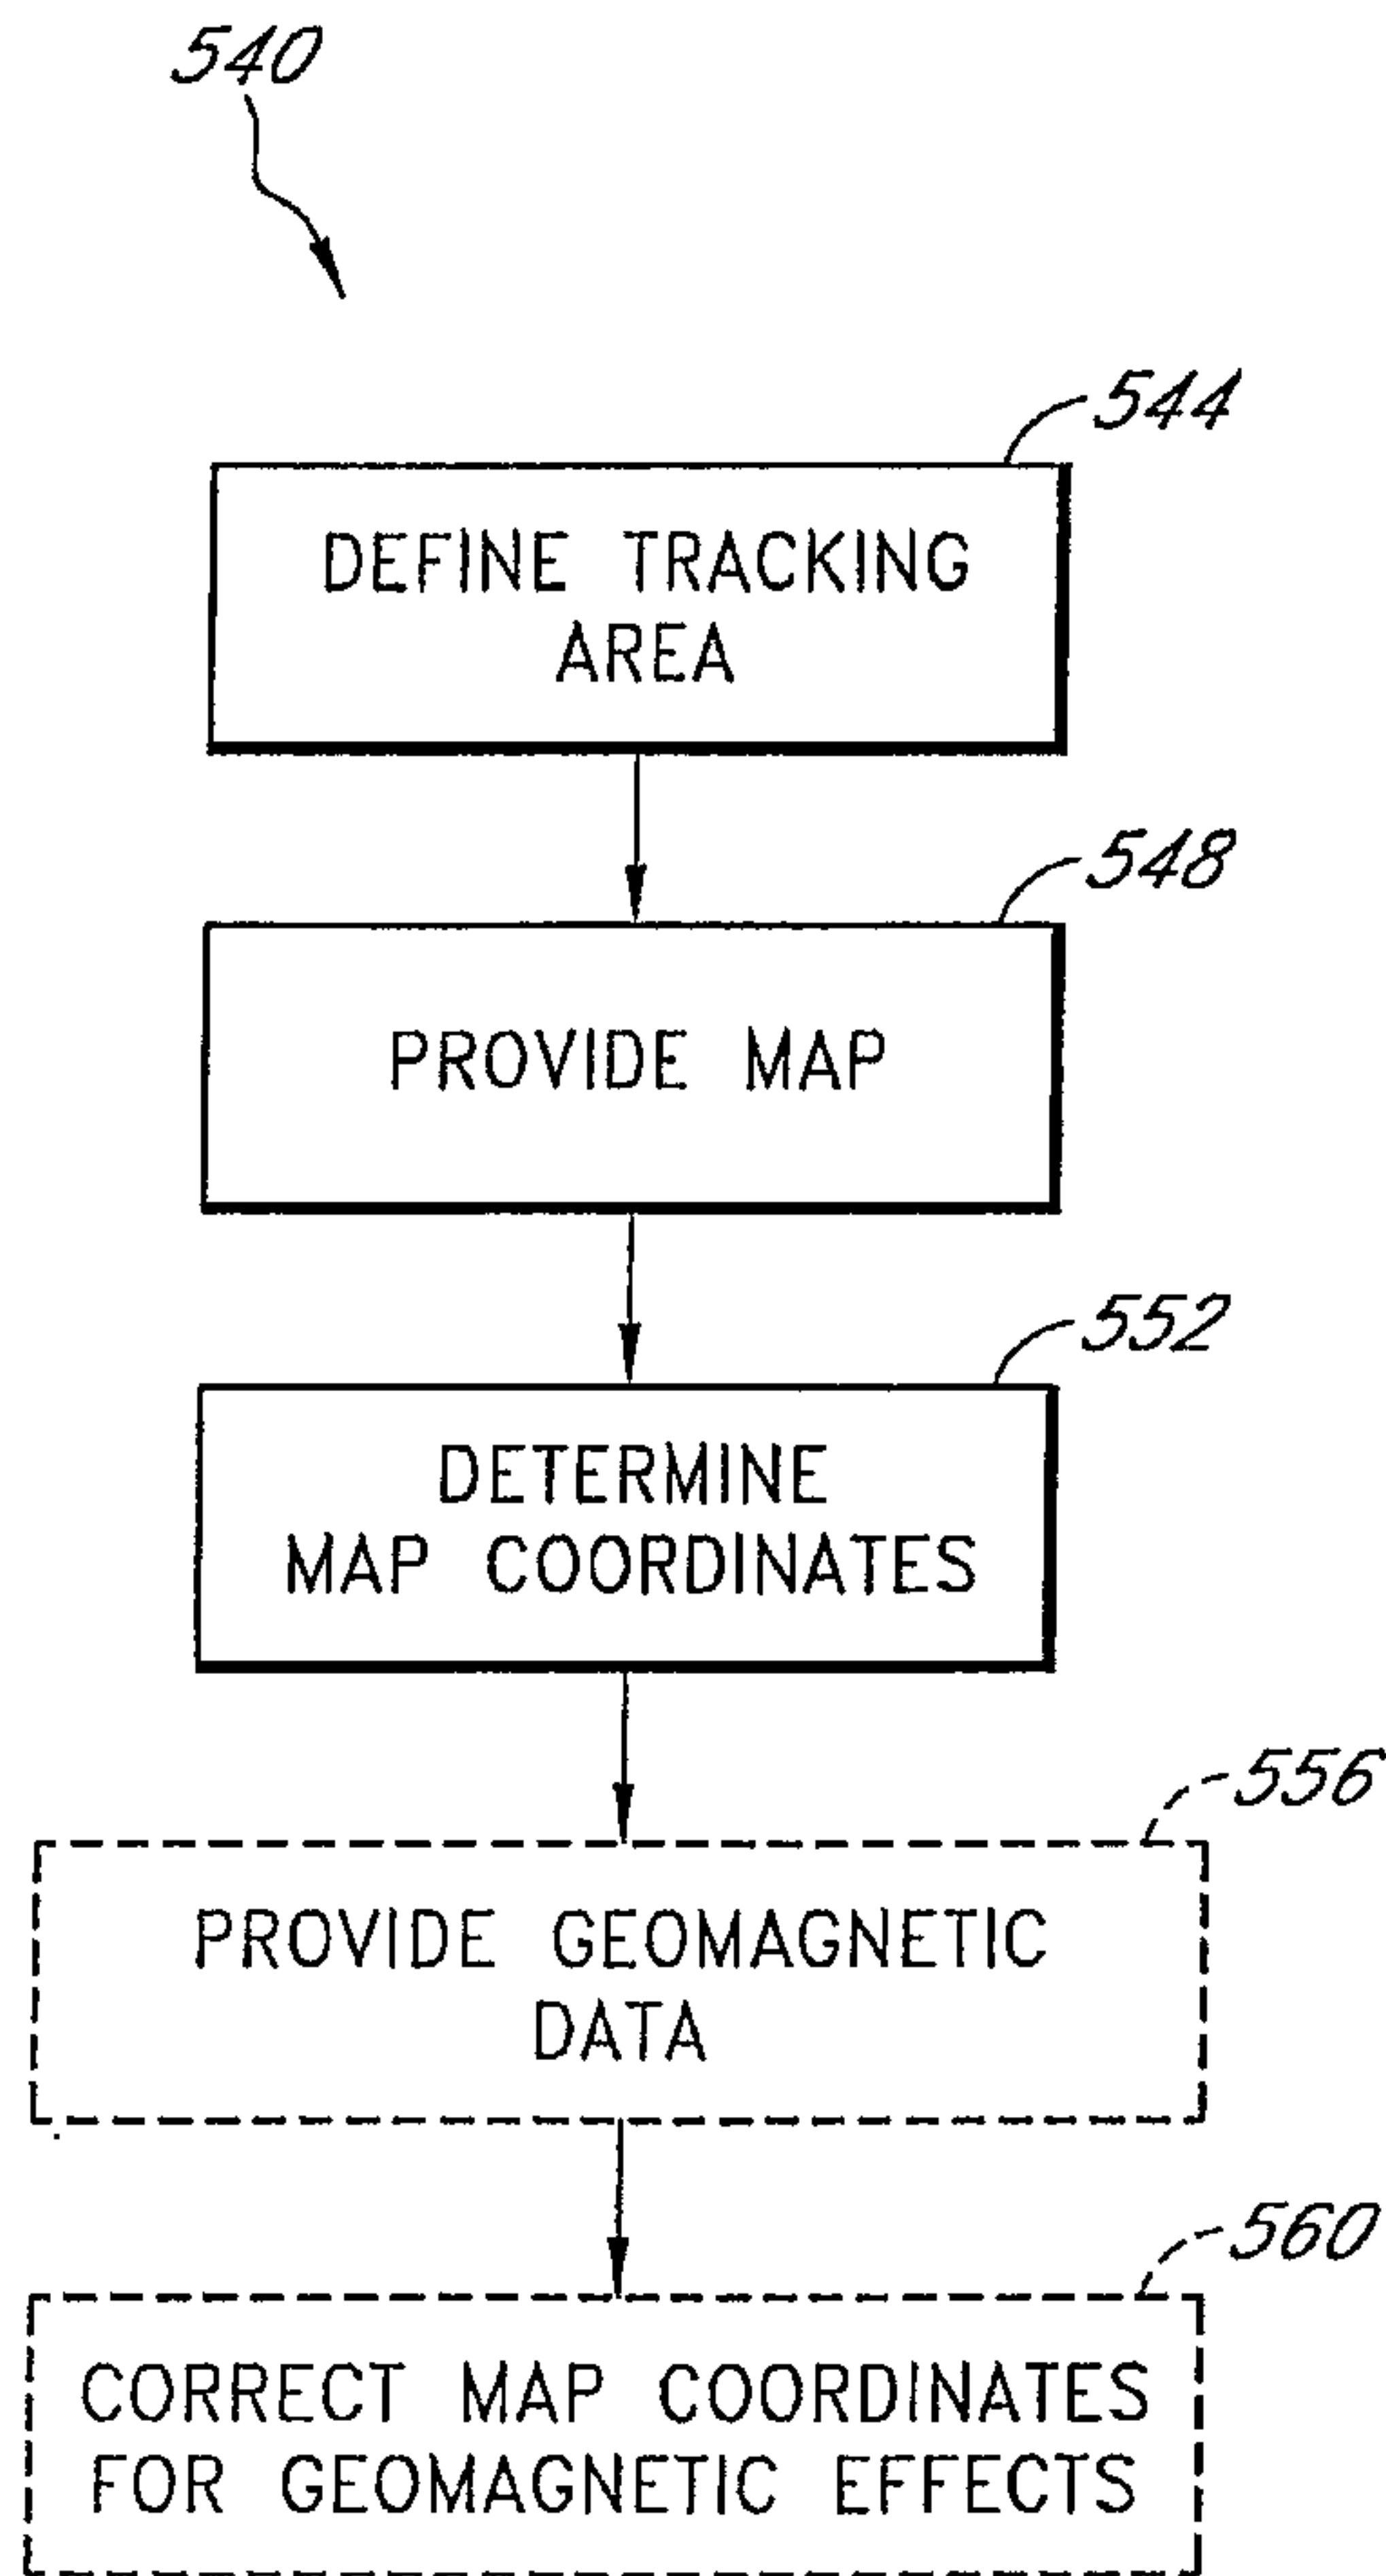 540
544
DEFINE TRACKING
AREA
548
PROVIDE MAP
552
DETERMINE
MAP COORDINATES
556
PROVIDE GEOMAGNETIC
DATA
560
CORRECT MAP COORDINATES
FOR GEOMAGNETIC EFFECTS